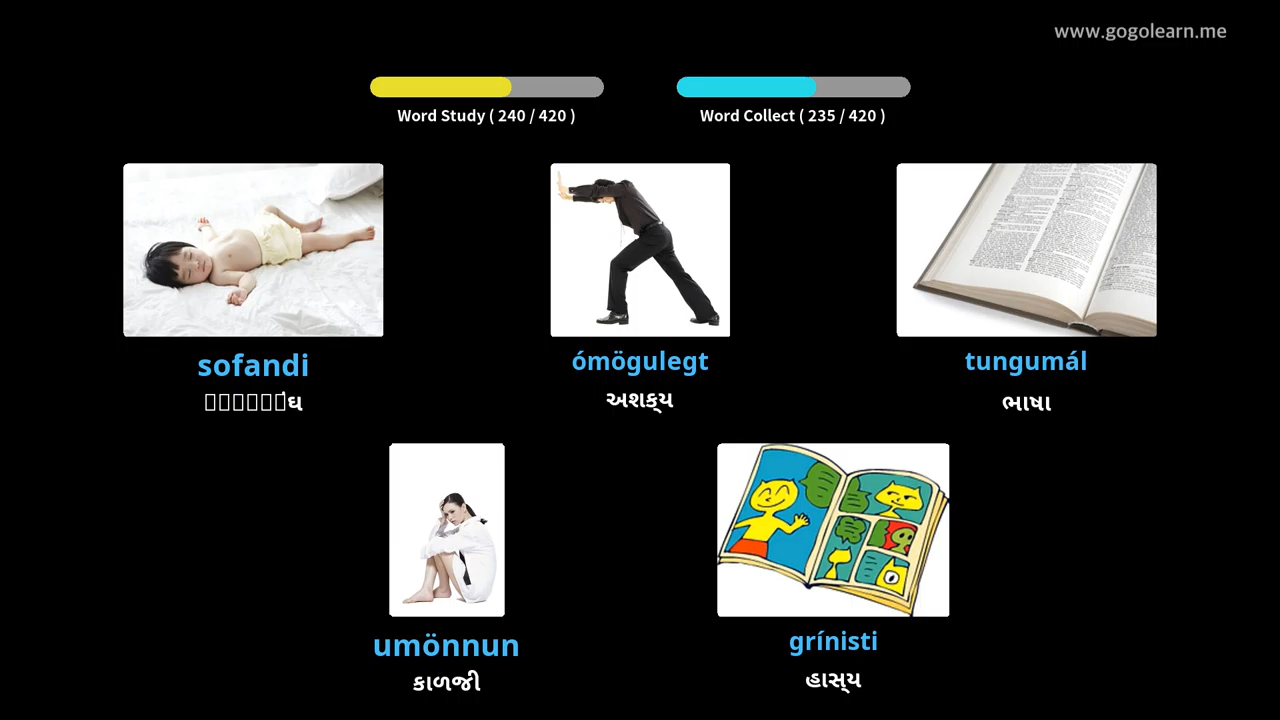 www.gogolearn.me
Word Study ( 240 / 420 )
Word Collect ( 235 / 420 )
sofandi
ómögulegt
અશક્ય
tungumál
ભાષા
umönnun
કાળજી
grínisti
હાસ્ય